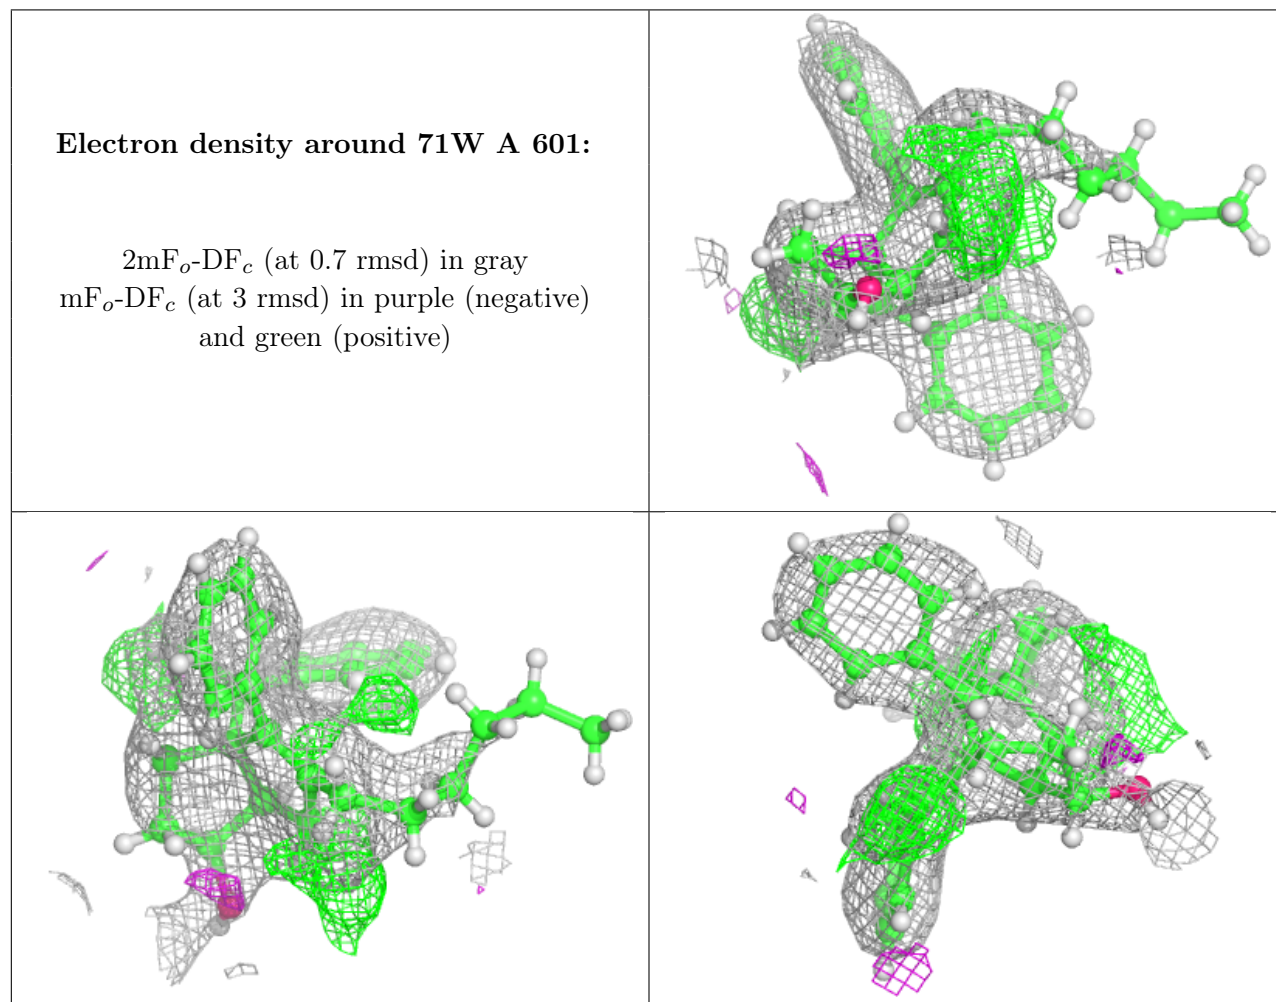 Electron density around 71W A 601:
2mFo-DFc (at 0.7 rmsd) in gray
mFo-DFc (at 3 rmsd) in purple (negative)
and green (positive)